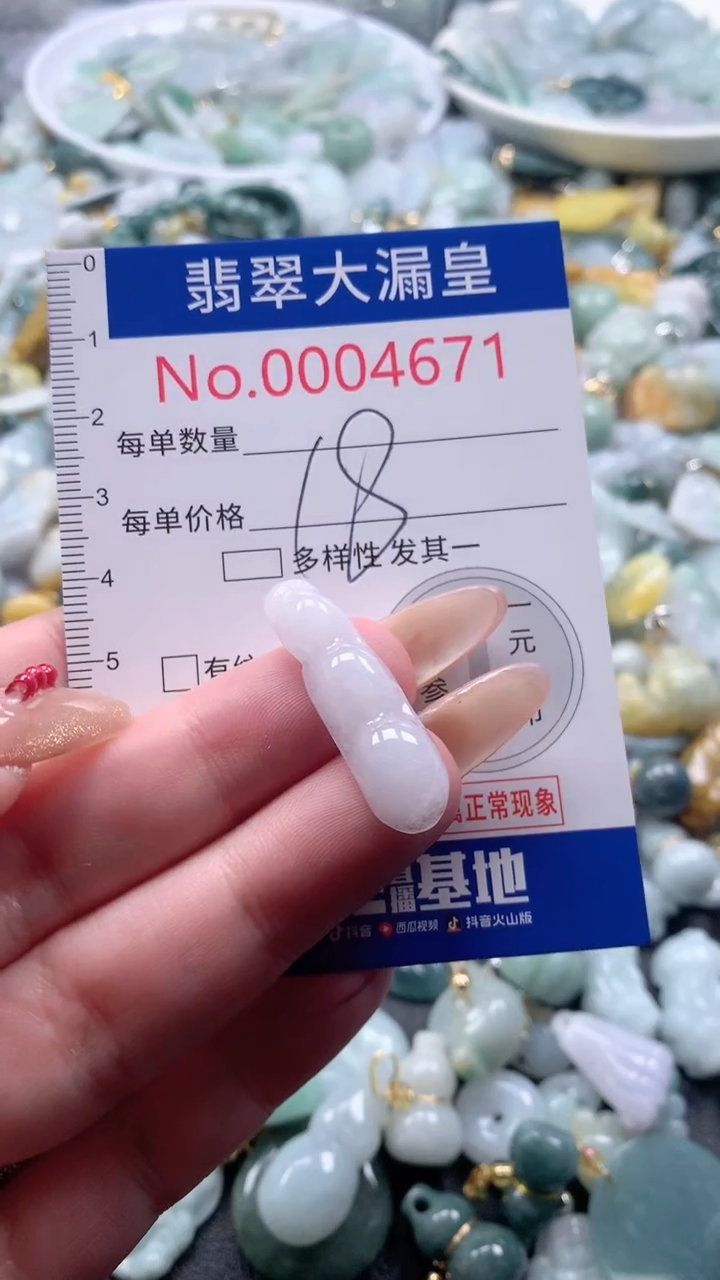 0
翡翠大漏皇
1
No.0004671
2
每单数量
18
3
每单价格
4
多样性 发其一
一
元
5
有
参
正常现象
播基地
抖音 西瓜视频 抖音火山版